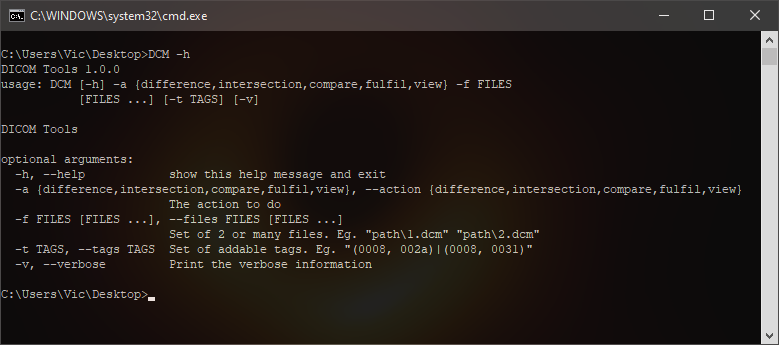 C:\WINDOWS\system32\cmd.exe
C:\Users\Vic\Desktop>DCM -h
DICOM Tools 1.0.0
usage: DCM [-h] -a {difference,intersection,compare,fulfil,view} -f FILES
[FILES ...] [-t TAGS] [-v]
DICOM Tools
optional arguments:
-h, --help show this help message and exit
-a {difference,intersection,compare,fulfil,view}, --action {difference,intersection,compare,fulfil,view}
The action to do
-f FILES [FILES ...], --files FILES [FILES ...]
Set of 2 or many files. Eg. "path\1.dcm" "path\2.dcm"
-t TAGS, --tags TAGS Set of addable tags. Eg. "(0008, 002a)|(0008, 0031)"
-v, --verbose Print the verbose information
C:\Users\Vic\Desktop>